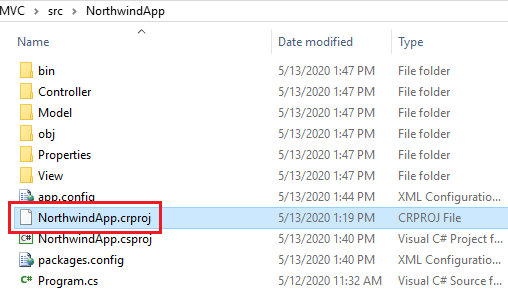 MVC > src > NorthwindApp
Name Date modified Type
bin 5/13/2020 1:47 PM File folder
Controller 5/13/2020 1:47 PM File folder
Model 5/13/2020 1:47 PM File folder
obj 5/13/2020 1:47 PM File folder
Properties 5/13/2020 1:47 PM File folder
View 5/13/2020 1:47 PM File folder
app.config 5/13/2020 1:44 PM XML Configuratio...
NorthwindApp.crproj 5/13/2020 1:19 PM CRPROJ File
C# NorthwindApp.csproj 5/13/2020 1:40 PM Visual C# Project f...
packages.config 5/13/2020 1:40 PM XML Configuratio...
C# Program.cs 5/12/2020 11:32 AM Visual C# Source f...